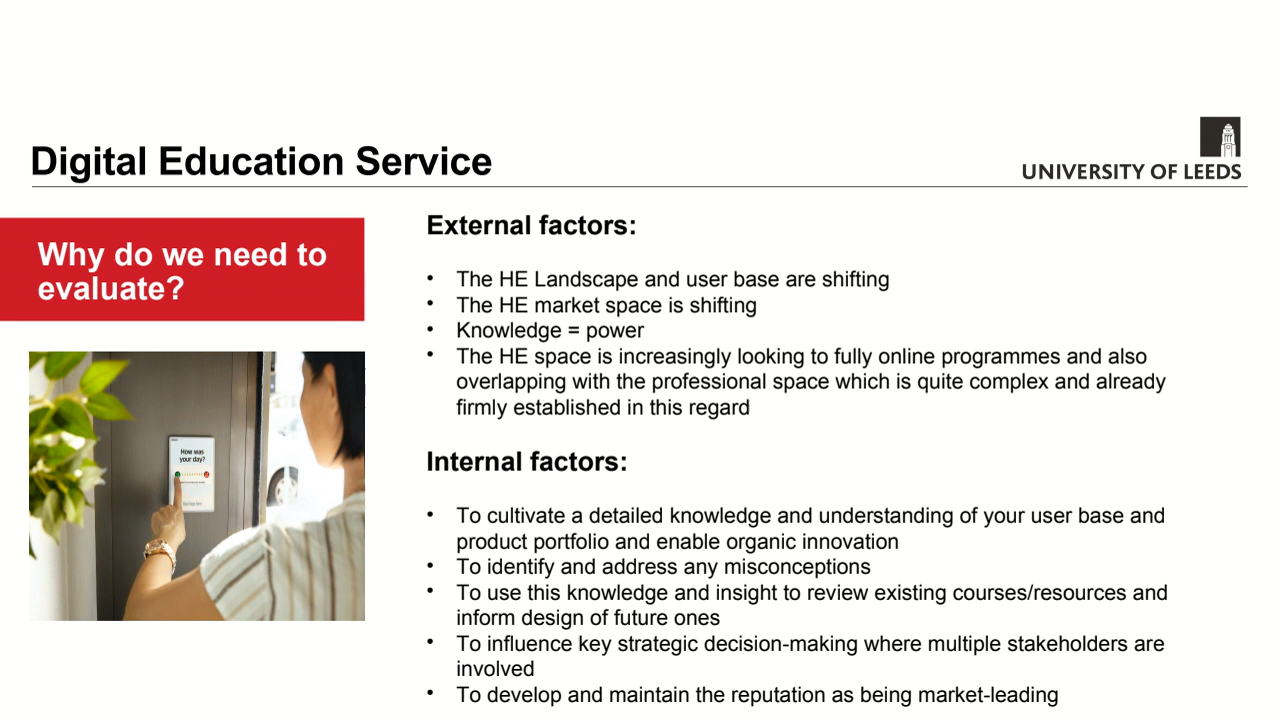 Digital Education Service
UNIVERSITY OF LEEDS
Why do we need to
evaluate?
How was
your day?
External factors:
• The HE Landscape and user base are shifting
• The HE market space is shifting
• Knowledge = power
• The HE space is increasingly looking to fully online programmes and also
overlapping with the professional space which is quite complex and already
firmly established in this regard
Internal factors:
• To cultivate a detailed knowledge and understanding of your user base and
product portfolio and enable organic innovation
• To identify and address any misconceptions
• To use this knowledge and insight to review existing courses/resources and
inform design of future ones
• To influence key strategic decision-making where multiple stakeholders are
involved
• To develop and maintain the reputation as being market-leading